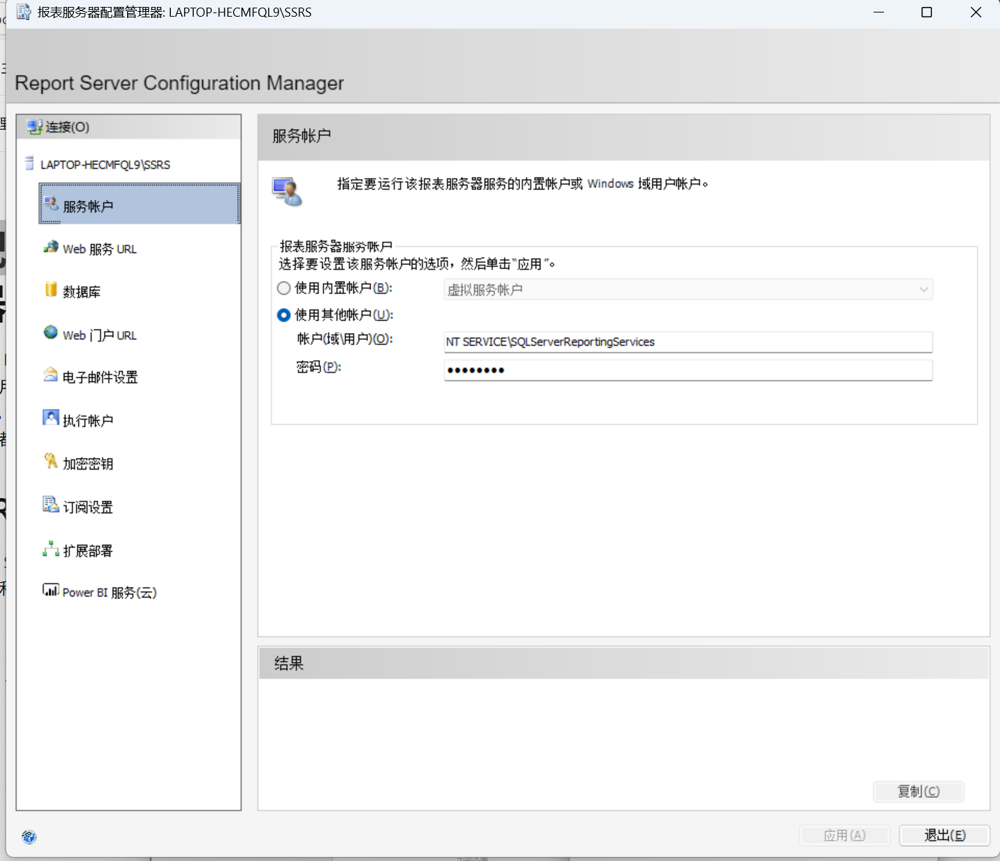 报表服务器配置管理器: LAPTOP-HECMFQL9\SSRS
Report Server Configuration Manager
连接(O)
LAPTOP-HECMFQL9\SSRS
服务帐户
Web 服务 URL
数据库
Web 门户 URL
电子邮件设置
执行帐户
加密密钥
订阅设置
扩展部署
Power BI 服务(云)
服务帐户
指定要运行该报表服务器服务的内置帐户或 Windows 域用户帐户。
报表服务器服务帐户
选择要设置该服务帐户的选项，然后单击“应用”。
使用内置帐户(B):
虚拟服务帐户
使用其他帐户(U):
帐户(域\用户)(O):
NT SERVICE\SQLServerReportingServices
密码(P):
●●●●●●●●
结果
复制(C)
应用(A)
退出(E)